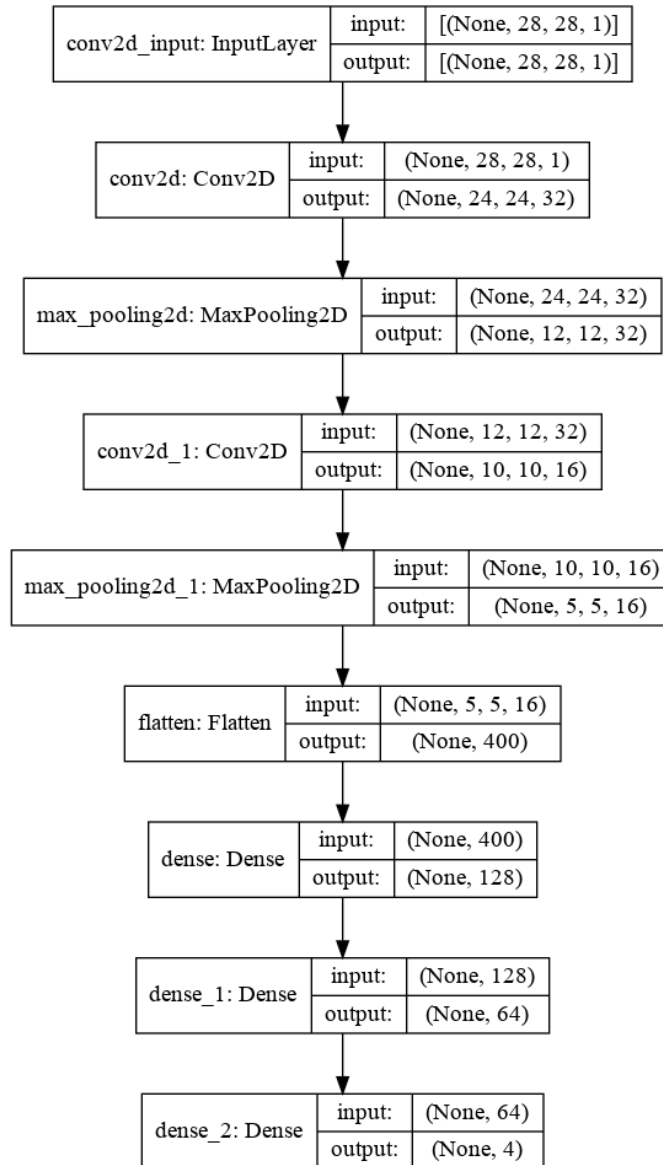 conv2d_input: InputLayer
input: [(None, 28, 28, 1)]
output: [(None, 28, 28, 1)]
conv2d: Conv2D
input: (None, 28, 28, 1)
output: (None, 24, 24, 32)
max_pooling2d: MaxPooling2D
input: (None, 24, 24, 32)
output: (None, 12, 12, 32)
conv2d_1: Conv2D
input: (None, 12, 12, 32)
output: (None, 10, 10, 16)
max_pooling2d_1: MaxPooling2D
input: (None, 10, 10, 16)
output: (None, 5, 5, 16)
flatten: Flatten
input: (None, 5, 5, 16)
output: (None, 400)
dense: Dense
input: (None, 400)
output: (None, 128)
dense_1: Dense
input: (None, 128)
output: (None, 64)
dense_2: Dense
input: (None, 64)
output: (None, 4)